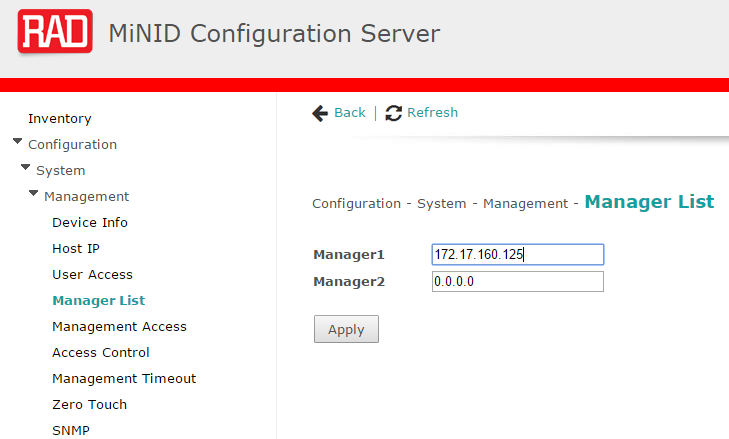 RAD MiNID Configuration Server
Inventory
Configuration
System
Management
Device Info
Host IP
User Access
Manager List
Management Access
Access Control
Management Timeout
Zero Touch
SNMP
Back | Refresh
Configuration - System - Management - Manager List
Manager1 172.17.160.125
Manager2 0.0.0.0
Apply